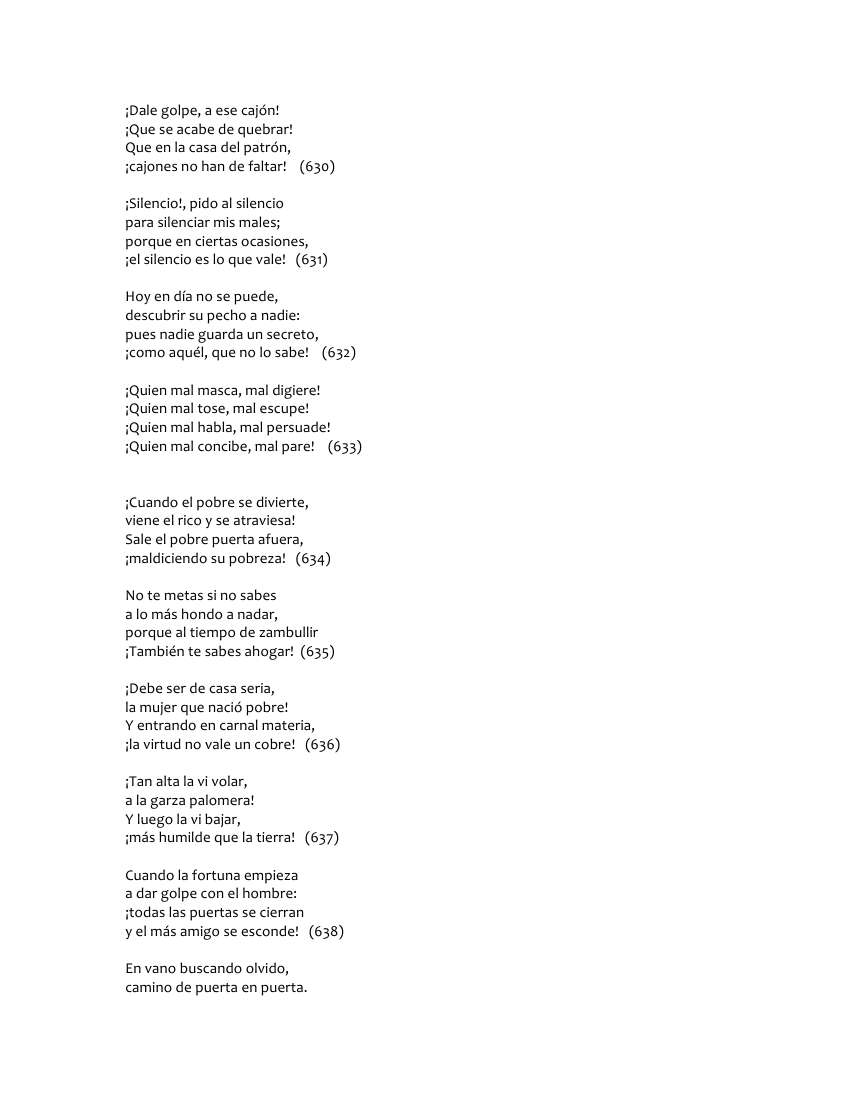 ¡Dale golpe, a ese cajón!
¡Que se acabe de quebrar!
Que en la casa del patrón,
¡cajones no han de faltar! (630)

¡Silencio!, pido al silencio
para silenciar mis males;
porque en ciertas ocasiones,
¡el silencio es lo que vale! (631)

Hoy en día no se puede,
descubrir su pecho a nadie:
pues nadie guarda un secreto,
¡como aquél, que no lo sabe! (632)

¡Quien mal masca, mal digiere!
¡Quien mal tose, mal escupe!
¡Quien mal habla, mal persuade!
¡Quien mal concibe, mal pare! (633)

¡Cuando el pobre se divierte,
viene el rico y se atraviesa!
Sale el pobre puerta afuera,
¡maldiciendo su pobreza! (634)

No te metas si no sabes
a lo más hondo a nadar,
porque al tiempo de zambullir
¡También te sabes ahogar! (635)

¡Debe ser de casa seria,
la mujer que nació pobre!
Y entrando en carnal materia,
¡la virtud no vale un cobre! (636)

¡Tan alta la vi volar,
a la garza palomera!
Y luego la vi bajar,
¡más humilde que la tierra! (637)

Cuando la fortuna empieza
a dar golpe con el hombre:
¡todas las puertas se cierran
y el más amigo se esconde! (638)

En vano buscando olvido,
camino de puerta en puerta.